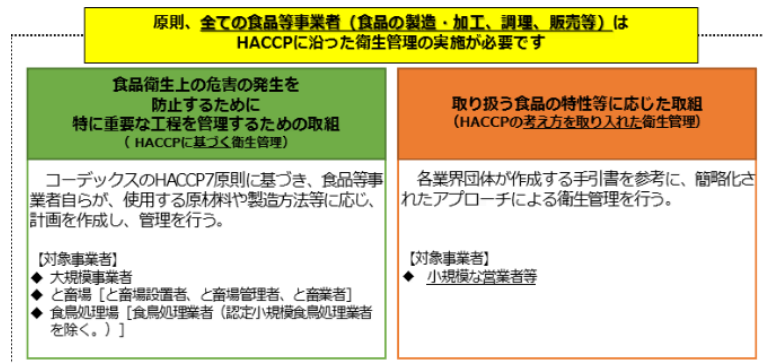 原則、全ての食品等事業者（食品の製造・加工、調理、販売等）は
HACCPに沿った衛生管理の実施が必要です
食品衛生上の危害の発生を
防止するために
特に重要な工程を管理するための取組
（ HACCPに基づく衛生管理）
コーデックスのHACCP7原則に基づき、食品等事
業者自らが、使用する原材料や製造方法等に応じ、
計画を作成し、管理を行う。
【対象事業者】
◆ 大規模事業者
◆ と畜場［と畜場設置者、と畜場管理者、と畜業者］
◆ 食鳥処理場［食鳥処理業者（認定小規模食鳥処理業者
を除く。）］
取り扱う食品の特性等に応じた取組
（HACCPの考え方を取り入れた衛生管理）
各業界団体が作成する手引書を参考に、簡略化さ
れたアプローチによる衛生管理を行う。
【対象事業者】
◆ 小規模な営業者等